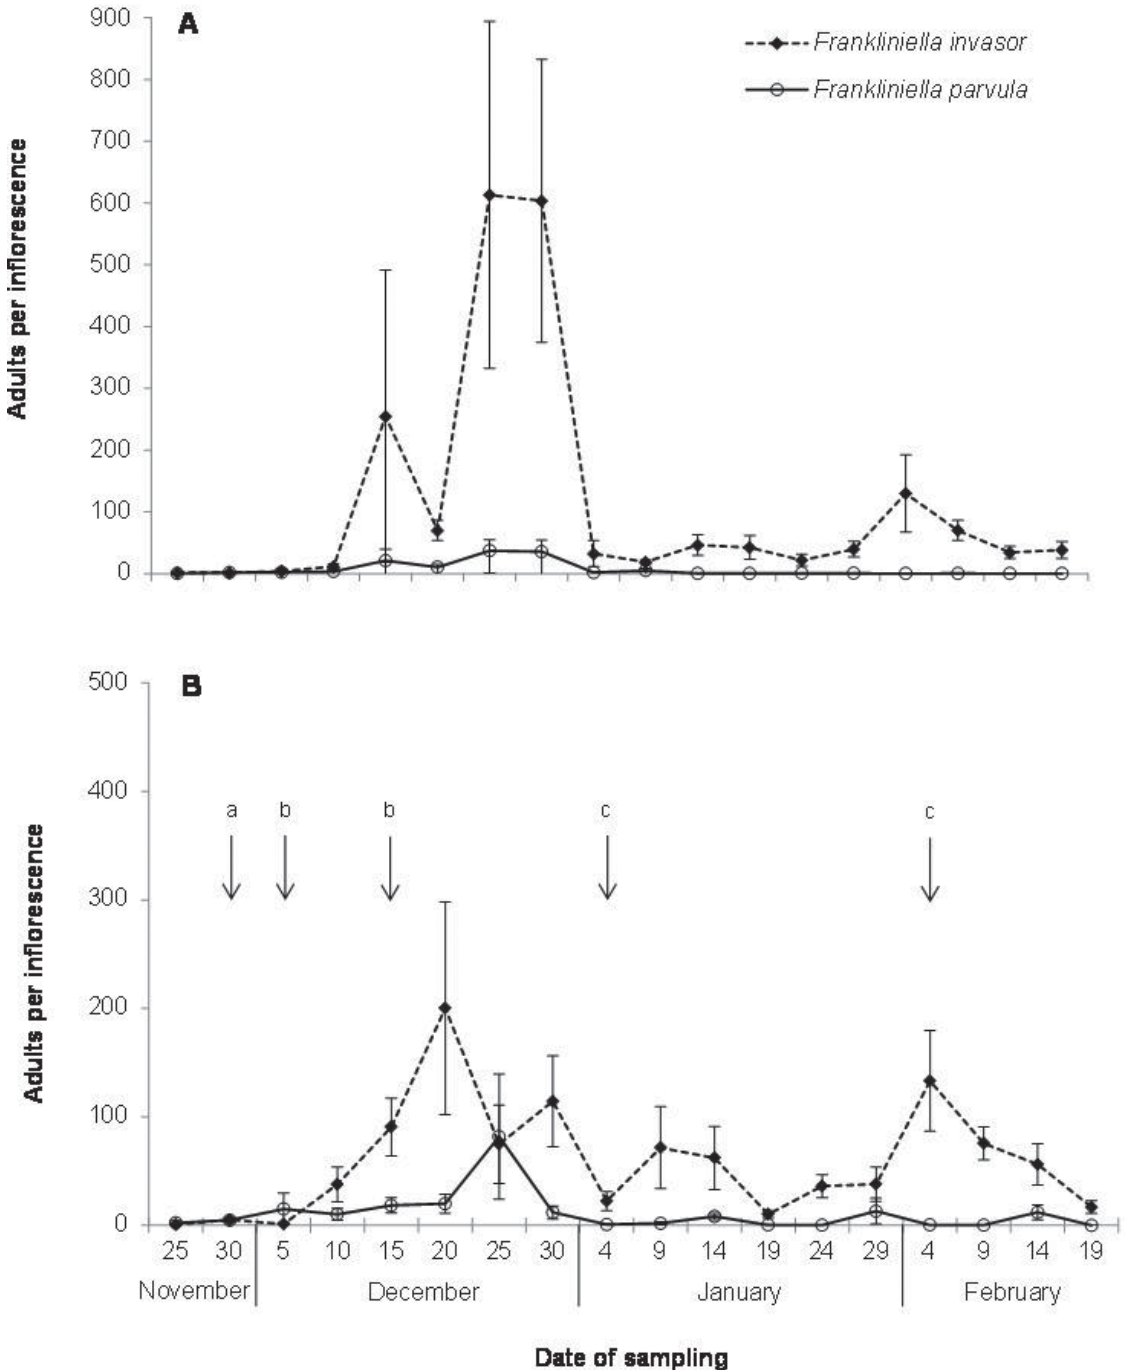 A
Frankliniella invasor
Frankliniella parvula
900
800
700
600
500
400
300
200
100
0
Adults per inflorescence
B
500
400
300
200
100
0
Adults per inflorescence
a b b c c
25 30 5 10 15 20 25 30 4 9 14 19 24 29 4 9 14 19
November December January February
Date of sampling